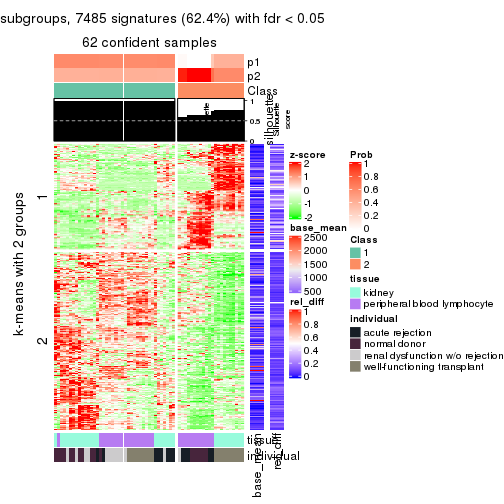 subgroups, 7485 signatures (62.4%) with fdr < 0.05
62 confident samples
p1
p2
Class
1
0.5
0
silhouette
score
k-means with 2 groups
1
2
tissue
individual
base_mean
rel_diff
z-score
2
1
0
-1
-2
base_mean
2500
2000
1500
1000
500
rel_diff
1
0.8
0.6
0.4
0.2
0
Prob
1
0.8
0.6
0.4
0.2
0
Class
1
2
tissue
kidney
peripheral blood lymphocyte
individual
acute rejection
normal donor
renal dysfunction w/o rejection
well-functioning transplant